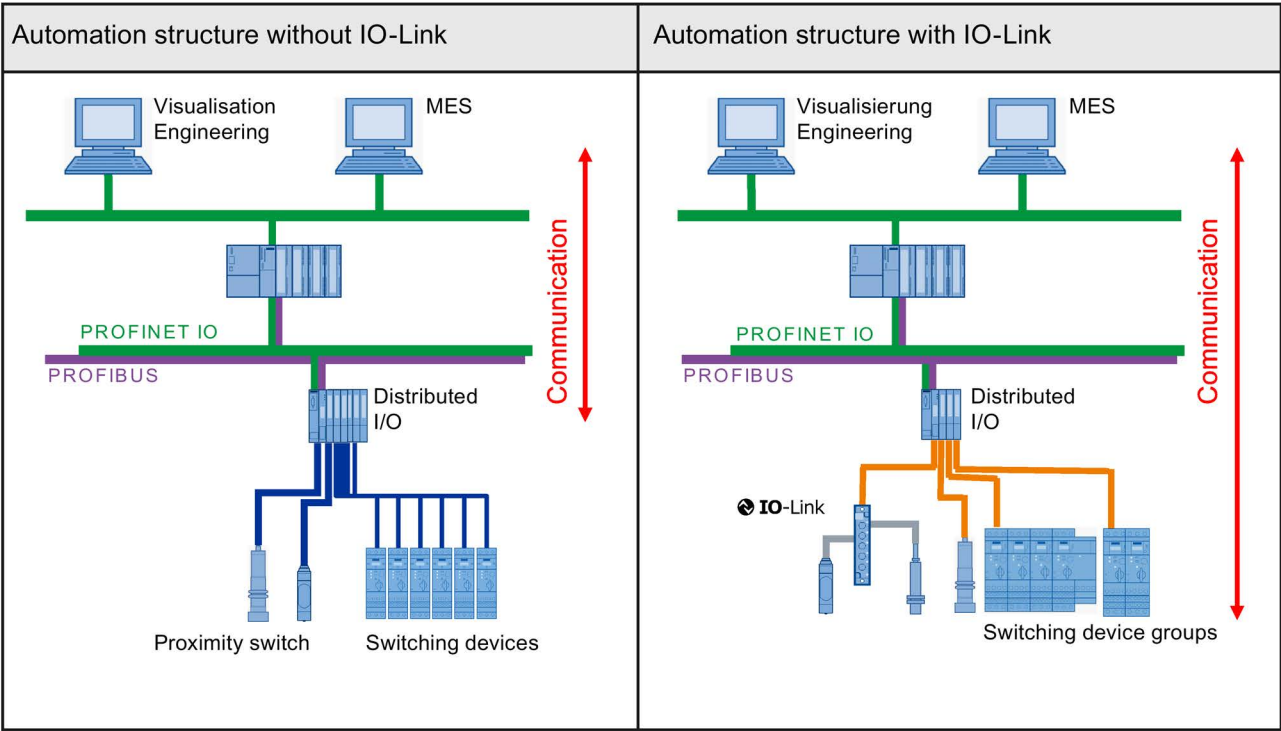 Automation structure without IO-Link
Automation structure with IO-Link
Visualisation
Engineering
MES
Communication
PROFINET IO
PROFIBUS
Distributed
I/O
Proximity switch
Switching devices
Visualisierung
Engineering
MES
Communication
PROFINET IO
PROFIBUS
Distributed
I/O
IO-Link
Switching device groups